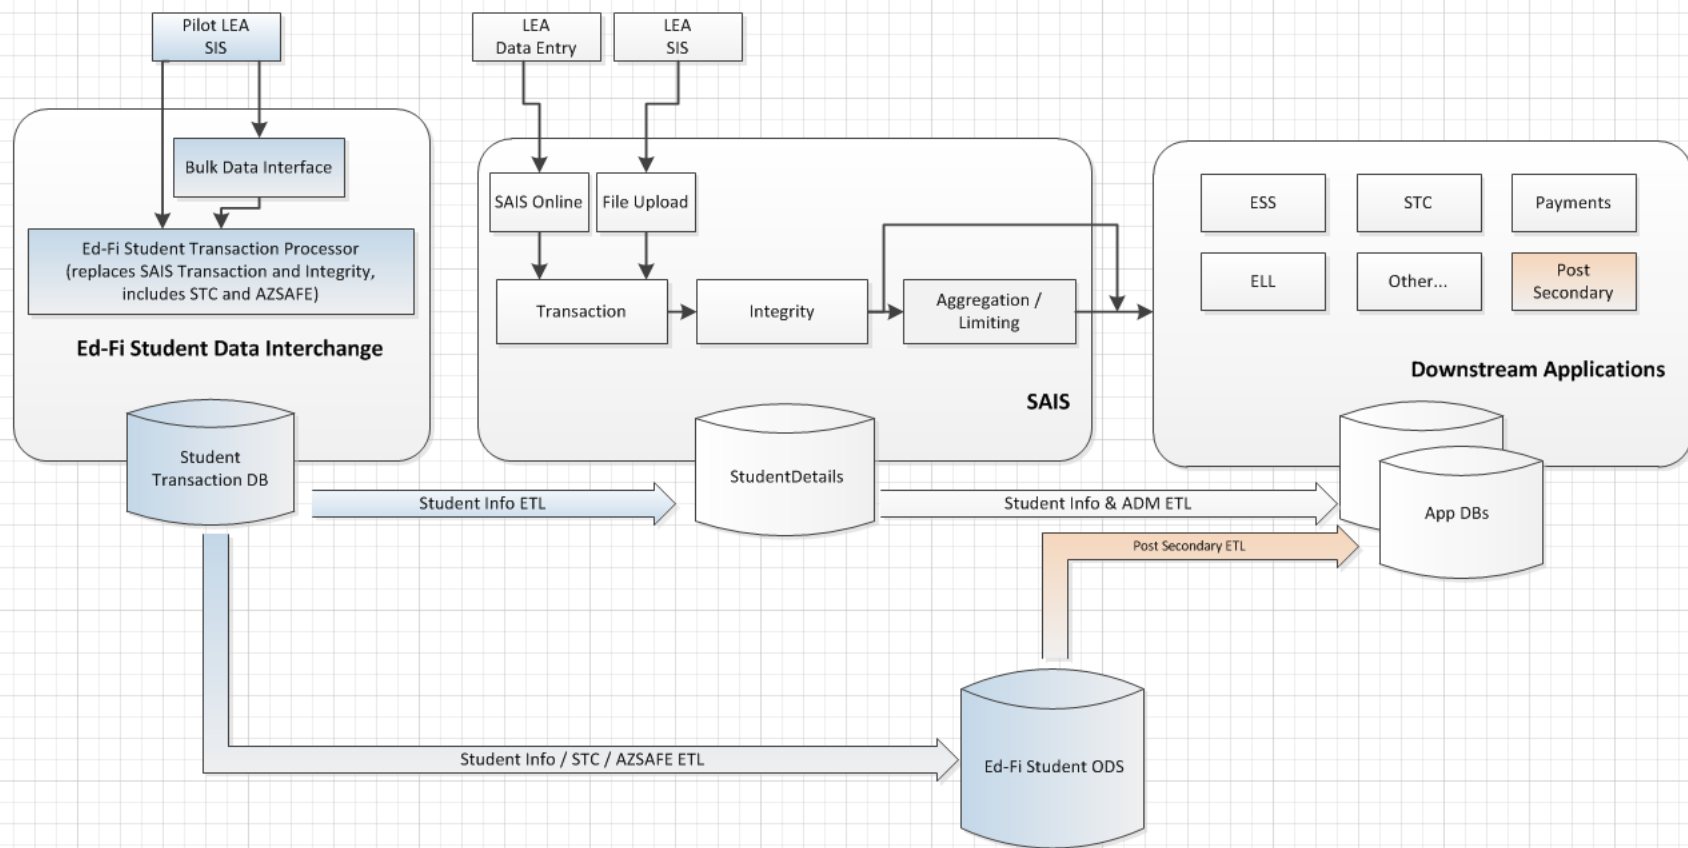 Pilot LEA
SIS
LEA
Data Entry
LEA
SIS
Bulk Data Interface
Ed-Fi Student Transaction Processor
(replaces SAIS Transaction and Integrity,
includes STC and AZSAFE)
Ed-Fi Student Data Interchange
Student
Transaction DB
SAIS Online
File Upload
Transaction
Integrity
Aggregation /
Limiting
SAIS
StudentDetails
ESS
STC
Payments
ELL
Other...
Post
Secondary
Downstream Applications
App DBs
Student Info ETL
Student Info & ADM ETL
Post Secondary ETL
Student Info / STC / AZSAFE ETL
Ed-Fi Student ODS